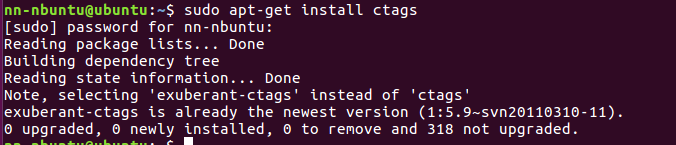 nn-nbuntu@ubuntu:~$ sudo apt-get install ctags
[sudo] password for nn-nbuntu:
Reading package lists... Done
Building dependency tree
Reading state information... Done
Note, selecting 'exuberant-ctags' instead of 'ctags'
exuberant-ctags is already the newest version (1:5.9~svn20110310-11).
0 upgraded, 0 newly installed, 0 to remove and 318 not upgraded.
nn-nbuntu@ubuntu:~$